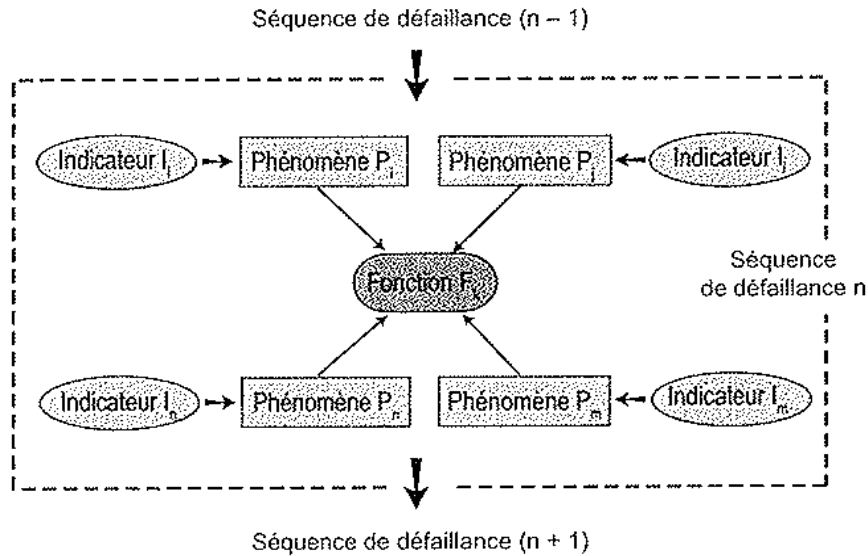 Séquence de défaillance (n – 1)
Indicateur I_i
Phénomène P_i
Phénomène P_j
Indicateur I_j
Fonction F_k
Séquence
de défaillance n
Indicateur I_n
Phénomène P_n
Phénomène P_m
Indicateur I_m
Séquence de défaillance (n + 1)